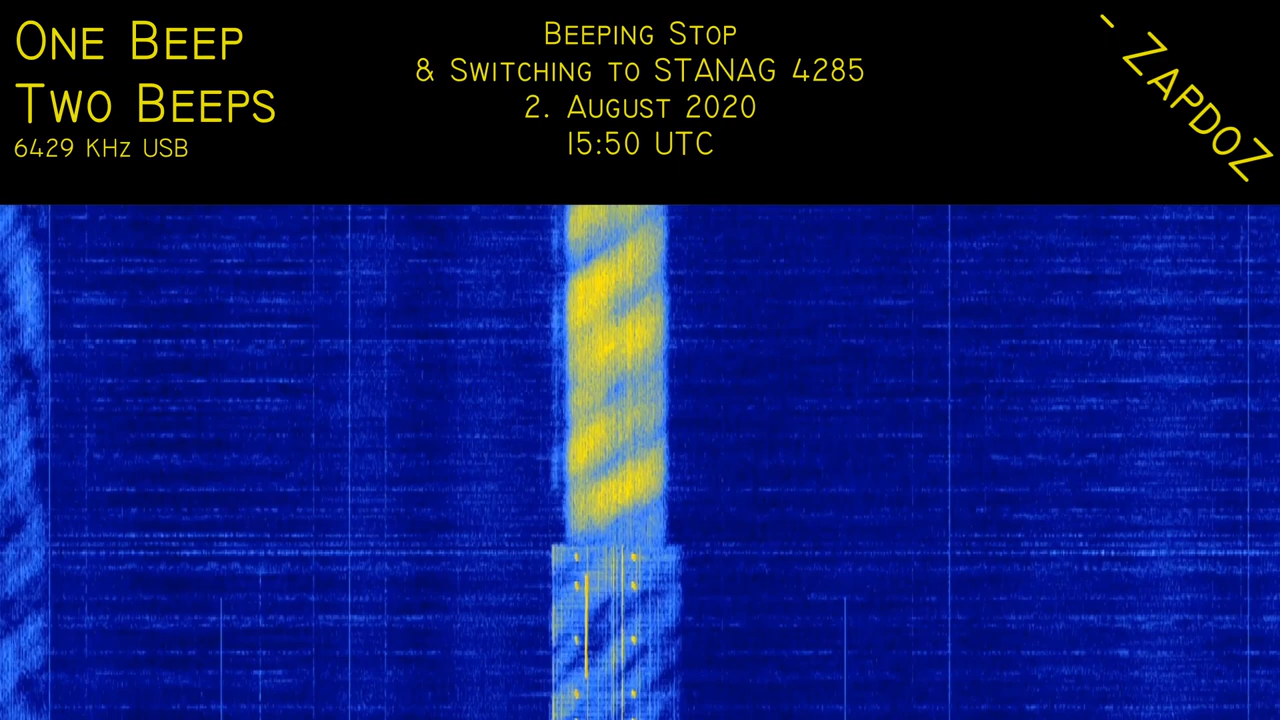 One Beep
Two Beeps
6429 KHz USB
Beeping Stop
& Switching to STANAG 4285
2. August 2020
15:50 UTC
- ZapdoZ